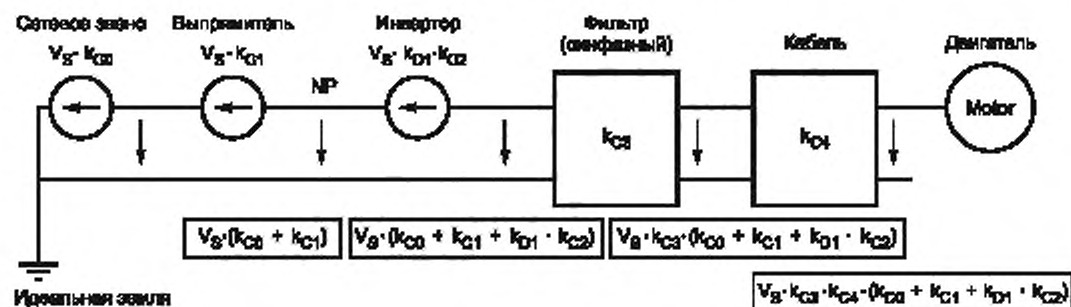 Сетевое звено
V_S · k_C0
Выпрямитель
V_S · k_C1
NP
Инвертор
V_S · k_D1 · k_C2
Фильтр
(синфазный)
Кабель
Двигатель
k_C3
k_C4
Motor
V_S·(k_C0 + k_C1)
V_S·(k_C0 + k_C1 + k_D1 · k_C2)
V_S·k_C3·(k_C0 + k_C1 + k_D1 · k_C2)
V_S·k_C3·k_C4·(k_C0 + k_C1 + k_D1 · k_C2)
Идеальная земля